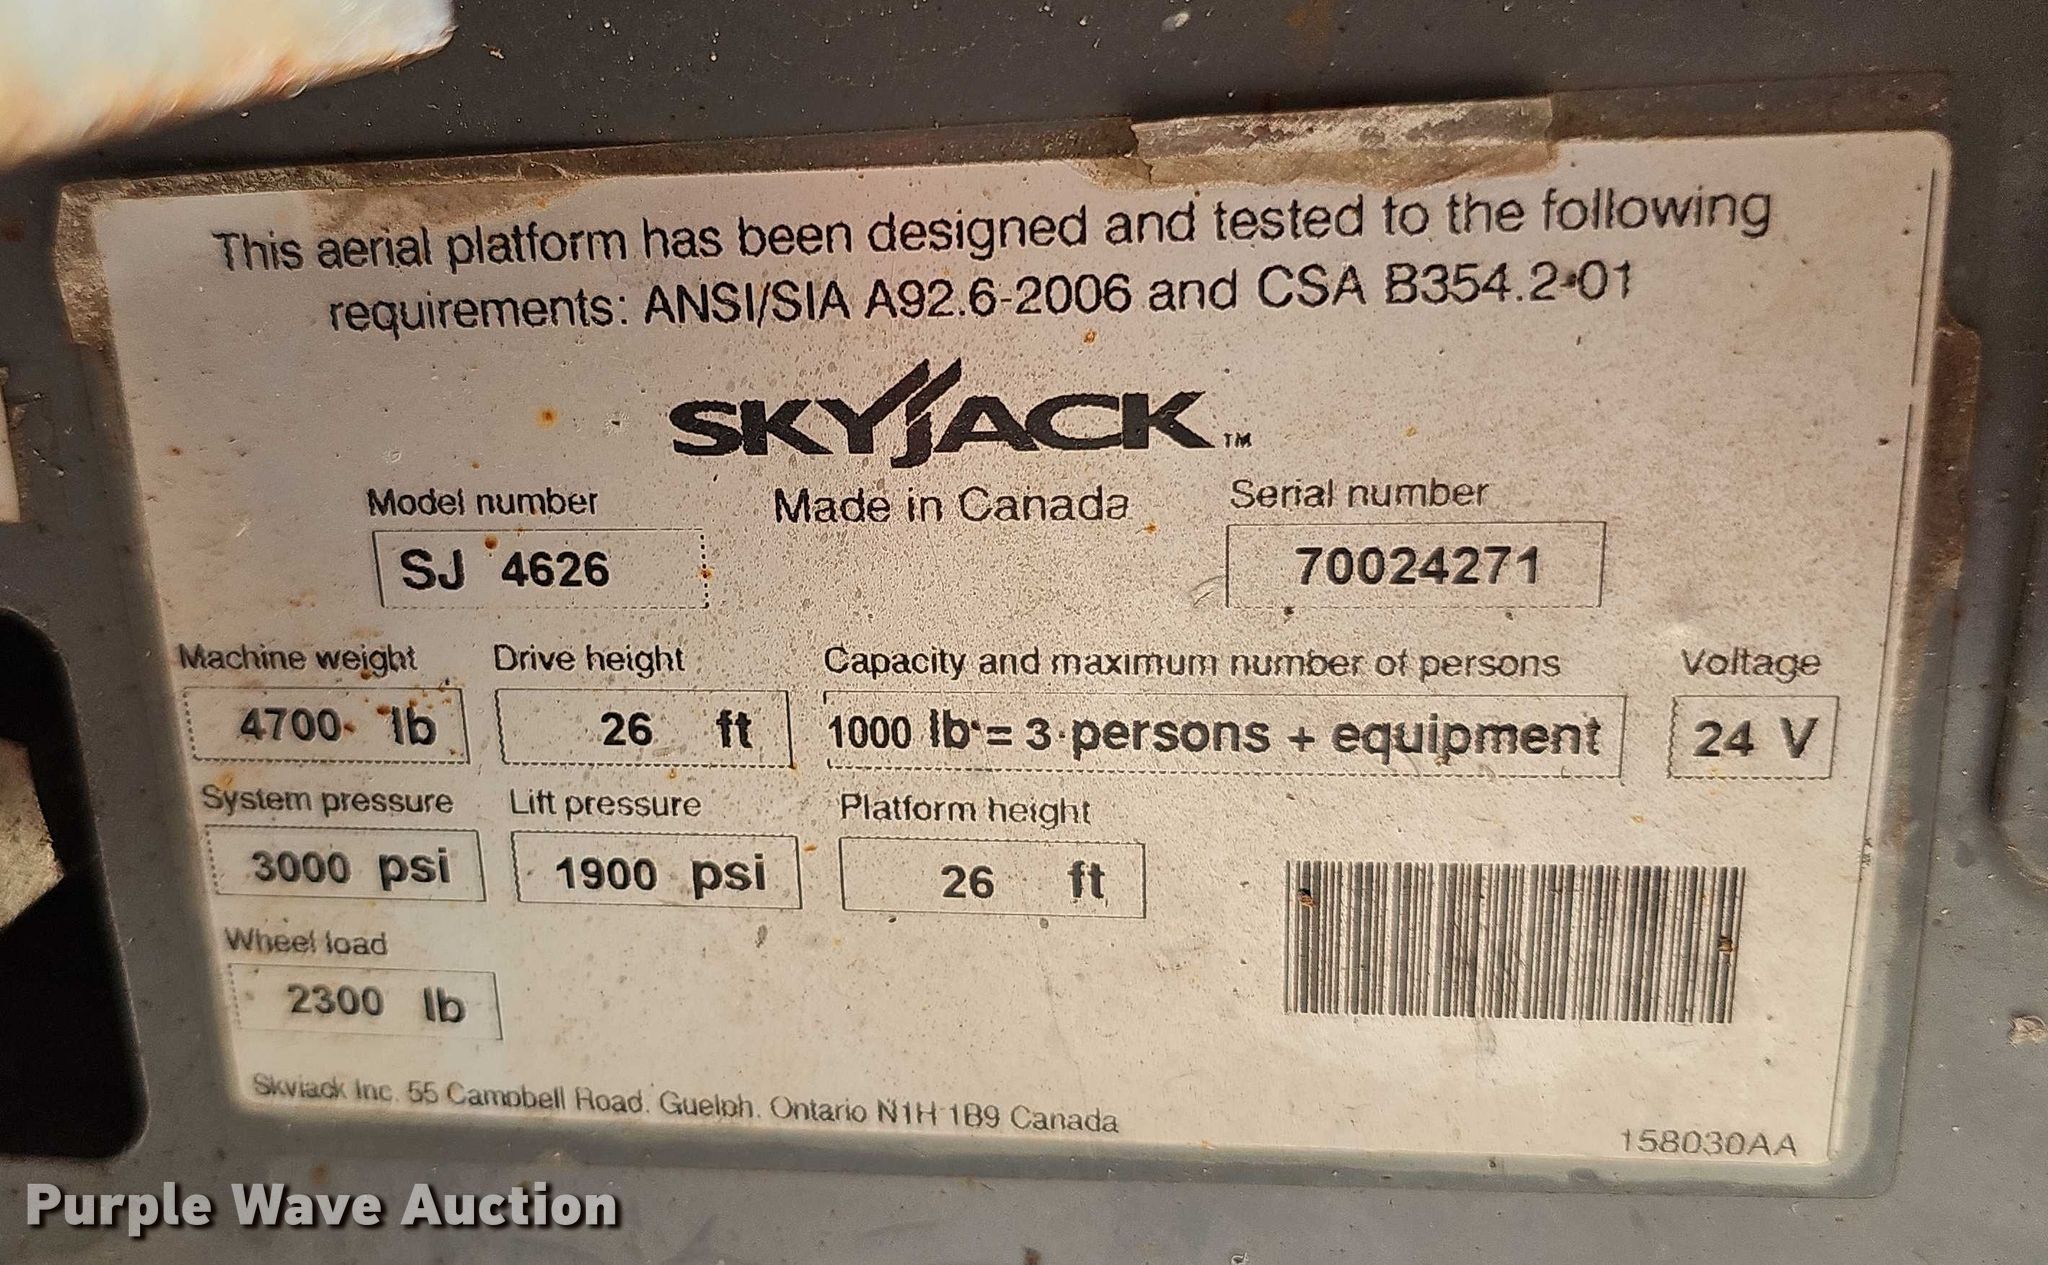 This aerial platform has been designed and tested to the following
requirements: ANSI/SIA A92.6-2006 and CSA B354.2-01
SKYJACK TM
Model number
Made in Canada
Serial number
SJ 4626
70024271
Machine weight
Drive height
Capacity and maximum number of persons
Voltage
4700 lb
26 ft
1000 lb = 3 persons + equipment
24 V
System pressure
Lift pressure
Platform height
3000 psi
1900 psi
26 ft
Wheel load
2300 lb
Skyjack Inc. 55 Campbell Road, Guelph, Ontario N1H 1B9 Canada
158030AA
Purple Wave Auction